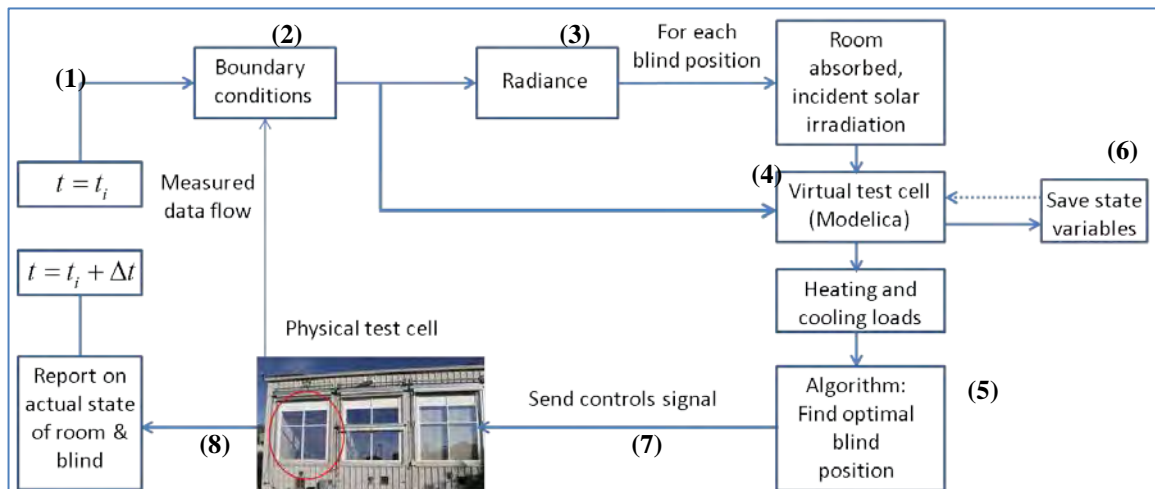 (1)
(2)
(3)
For each
blind position
Room
absorbed,
incident solar
irradiation
Boundary
conditions
Radiance
t = tᵢ
Measured
data flow
(4)
Virtual test cell
(Modelica)
(6)
Save state
variables
t = tᵢ + Δt
Heating and
cooling loads
Physical test cell
Report on
actual state
of room &
blind
(8)
Send controls signal
(7)
Algorithm:
Find optimal
blind
position
(5)